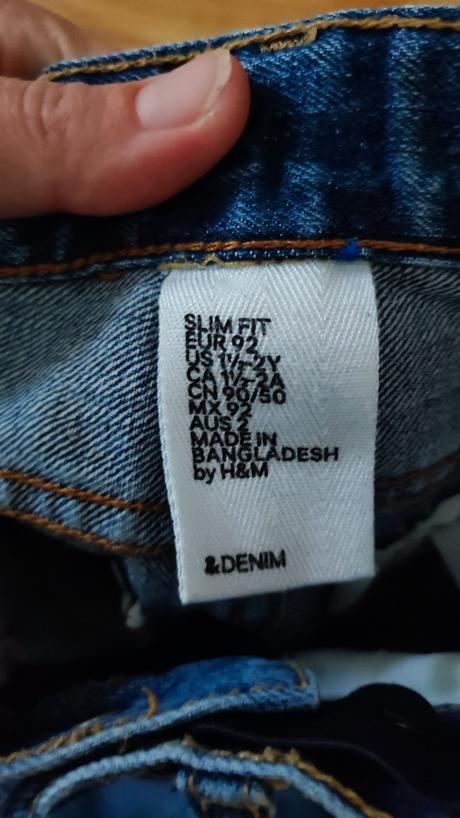 SLIM FIT
EUR 92
US 1½-2Y
CA 1½-2A
CN 90/50
MX 92
AUS 2
MADE IN
BANGLADESH
by H&M
&DENIM